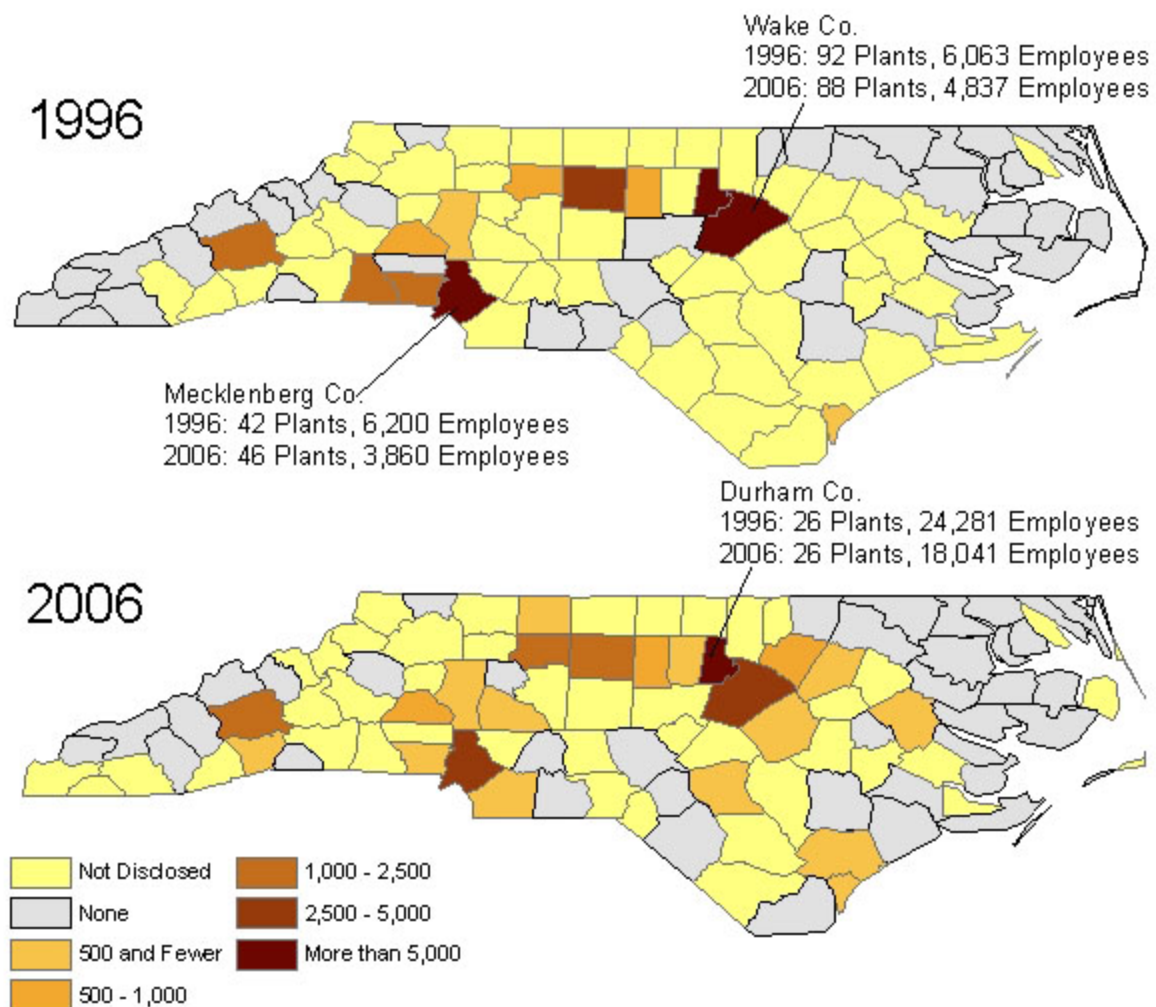 Wake Co.
1996: 92 Plants, 6,063 Employees
2006: 88 Plants, 4,837 Employees
1996
Mecklenberg Co.
1996: 42 Plants, 6,200 Employees
2006: 46 Plants, 3,860 Employees
Durham Co.
1996: 26 Plants, 24,281 Employees
2006: 26 Plants, 18,041 Employees
2006
Not Disclosed
None
500 and Fewer
500 - 1,000
1,000 - 2,500
2,500 - 5,000
More than 5,000